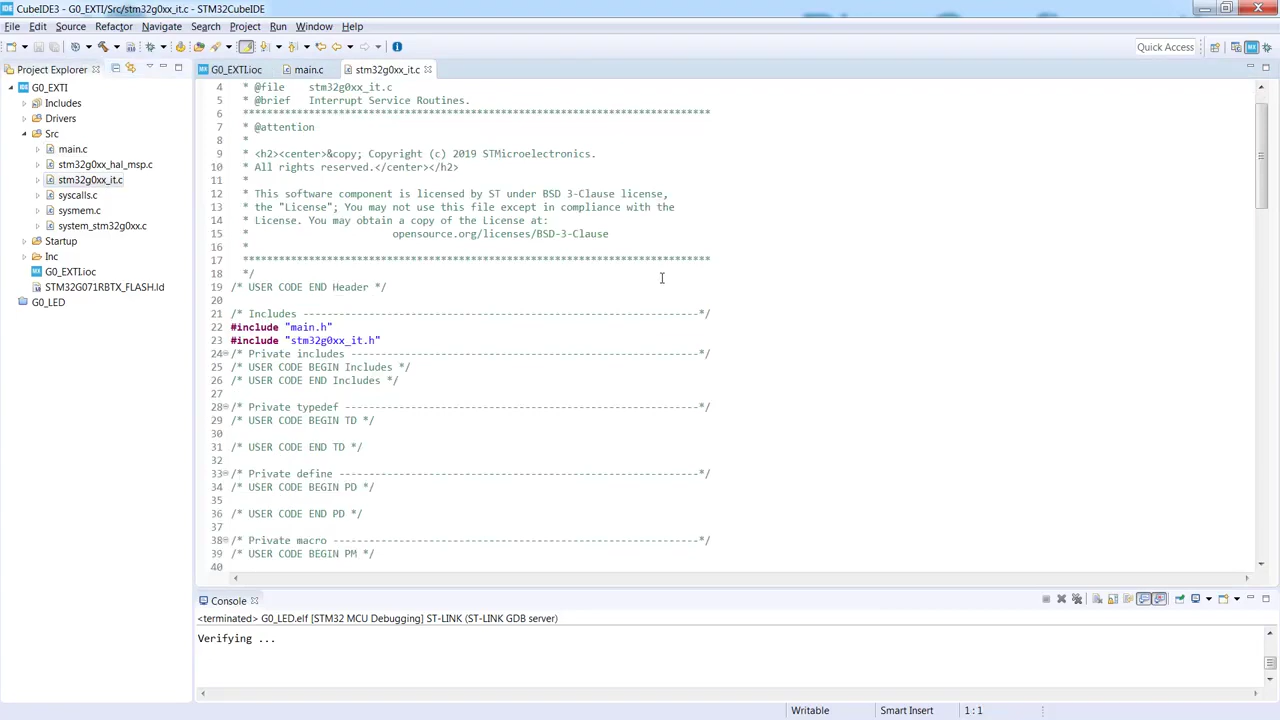 CubeIDE3 - G0_EXTI/Src/stm32g0xx_it.c - STM32CubeIDE
File Edit Source Refactor Navigate Search Project Run Window Help
Quick Access
Project Explorer
G0_EXTI.ioc
main.c
stm32g0xx_it.c
G0_EXTI
Includes
Drivers
Src
main.c
stm32g0xx_hal_msp.c
stm32g0xx_it.c
syscalls.c
sysmem.c
system_stm32g0xx.c
Startup
Inc
G0_EXTI.ioc
STM32G071RBTX_FLASH.ld
G0_LED
4 * @file    stm32g0xx_it.c
5 * @brief   Interrupt Service Routines.
6 ******************************************************************************
7 * @attention
8 *
9 * <h2><center>&copy; Copyright (c) 2019 STMicroelectronics.
10 * All rights reserved.</center></h2>
11 *
12 * This software component is licensed by ST under BSD 3-Clause license,
13 * the "License"; You may not use this file except in compliance with the
14 * License. You may obtain a copy of the License at:
15 *                        opensource.org/licenses/BSD-3-Clause
16 *
17 ******************************************************************************
18 */
19 /* USER CODE END Header */
20
21 /* Includes ------------------------------------------------------------------*/
22 #include "main.h"
23 #include "stm32g0xx_it.h"
24 /* Private includes ----------------------------------------------------------*/
25 /* USER CODE BEGIN Includes */
26 /* USER CODE END Includes */
27
28 /* Private typedef -----------------------------------------------------------*/
29 /* USER CODE BEGIN TD */
30
31 /* USER CODE END TD */
32
33 /* Private define ------------------------------------------------------------*/
34 /* USER CODE BEGIN PD */
35
36 /* USER CODE END PD */
37
38 /* Private macro -------------------------------------------------------------*/
39 /* USER CODE BEGIN PM */
40
Console
<terminated> G0_LED.elf [STM32 MCU Debugging] ST-LINK (ST-LINK GDB server)
Verifying ...
Writable
Smart Insert
1 : 1